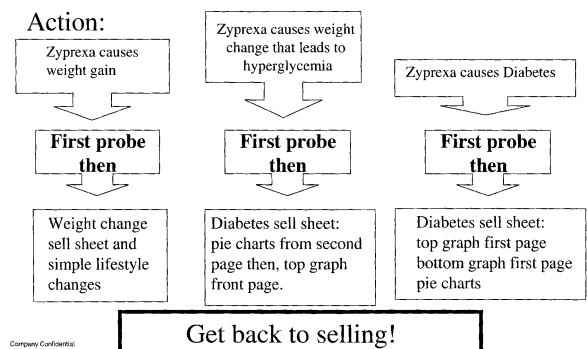 Action:
Zyprexa causes
weight gain
Zyprexa causes weight
change that leads to
hyperglycemia
Zyprexa causes Diabetes
First probe
then
First probe
then
First probe
then
Weight change
sell sheet and
simple lifestyle
changes
Diabetes sell sheet:
pie charts from second
page then, top graph
front page.
Diabetes sell sheet:
top graph first page
bottom graph first page
pie charts
Get back to selling!
Company Confidential